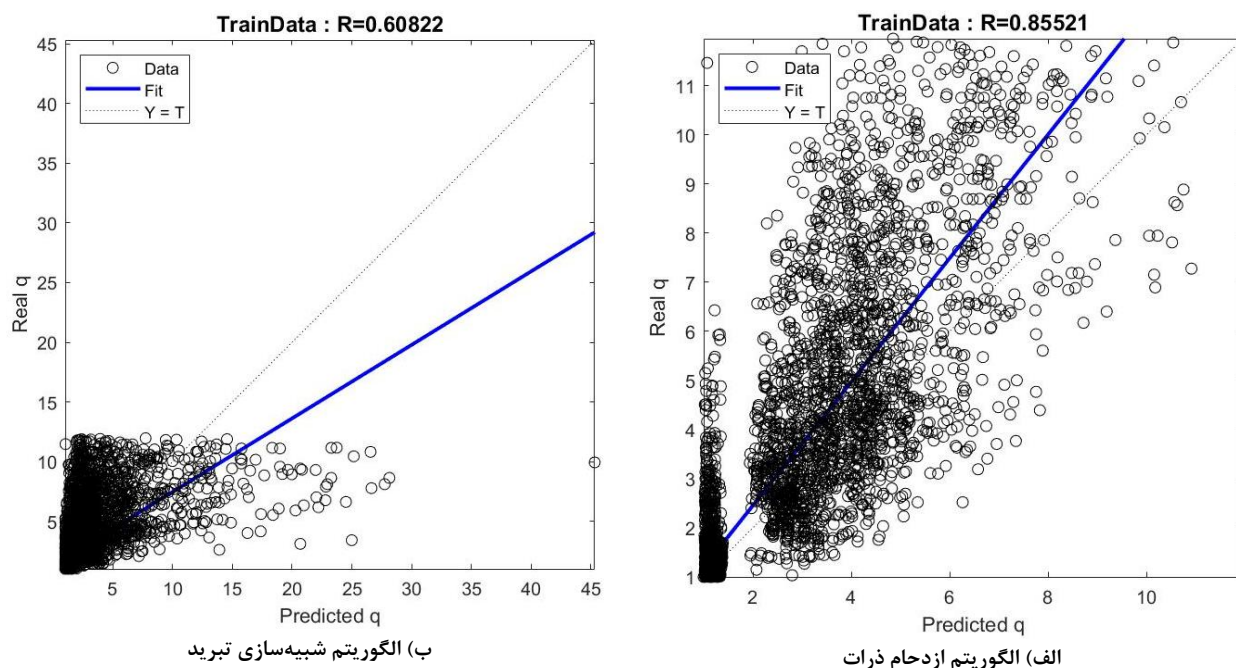 TrainData : R=0.60822
Data
Fit
Y = T
45
40
35
30
25
20
15
10
5
Real q
5 10 15 20 25 30 35 40 45
Predicted q
ب) الگوریتم شبیه‌سازی تبرید
TrainData : R=0.85521
Data
Fit
Y = T
11
10
9
8
7
6
5
4
3
2
1
Real q
2 4 6 8 10
Predicted q
الف) الگوریتم ازدحام ذرات